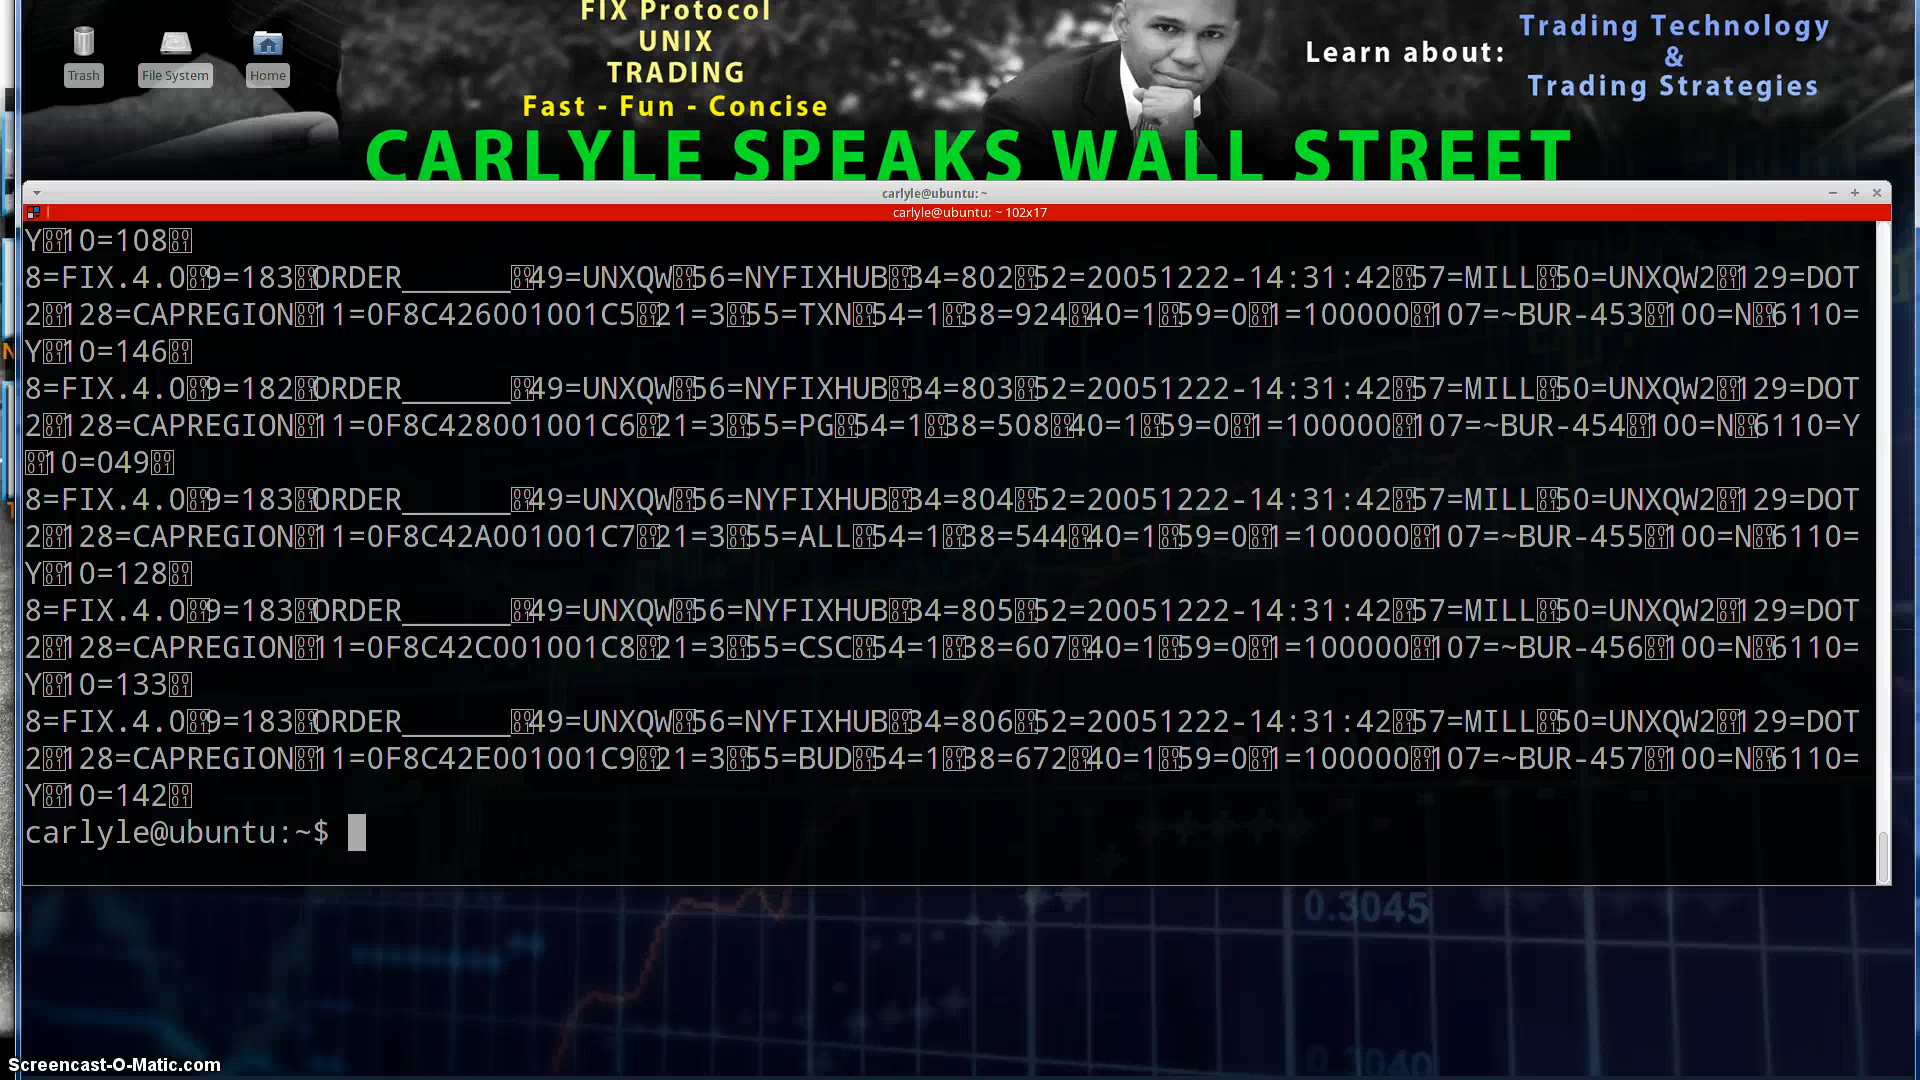 FIX Protocol
UNIX
TRADING
Fast - Fun - Concise
Learn about:
Trading Technology
&
Trading Strategies
CARLYLE SPEAKS WALL STREET
Trash
File System
Home
carlyle@ubuntu: ~
carlyle@ubuntu: ~ 102x17
Y10=108
8=FIX.4.09=183ORDER______49=UNXQW56=NYFIXHUB34=80252=20051222-14:31:4257=MILL50=UNXQW2129=DOT
2128=CAPREGION11=0F8C426001001C521=355=TXN54=138=92440=159=01=100000107=~BUR-453100=N6110=
Y10=146
8=FIX.4.09=182ORDER______49=UNXQW56=NYFIXHUB34=80352=20051222-14:31:4257=MILL50=UNXQW2129=DOT
2128=CAPREGION11=0F8C428001001C621=355=PG54=138=50840=159=01=100000107=~BUR-454100=N6110=Y
10=049
8=FIX.4.09=183ORDER______49=UNXQW56=NYFIXHUB34=80452=20051222-14:31:4257=MILL50=UNXQW2129=DOT
2128=CAPREGION11=0F8C42A001001C721=355=ALL54=138=54440=159=01=100000107=~BUR-455100=N6110=
Y10=128
8=FIX.4.09=183ORDER______49=UNXQW56=NYFIXHUB34=80552=20051222-14:31:4257=MILL50=UNXQW2129=DOT
2128=CAPREGION11=0F8C42C001001C821=355=CSC54=138=60740=159=01=100000107=~BUR-456100=N6110=
Y10=133
8=FIX.4.09=183ORDER______49=UNXQW56=NYFIXHUB34=80652=20051222-14:31:4257=MILL50=UNXQW2129=DOT
2128=CAPREGION11=0F8C42E001001C921=355=BUD54=138=67240=159=01=100000107=~BUR-457100=N6110=
Y10=142
carlyle@ubuntu:~$
0.3045
0.3040
Screencast-O-Matic.com